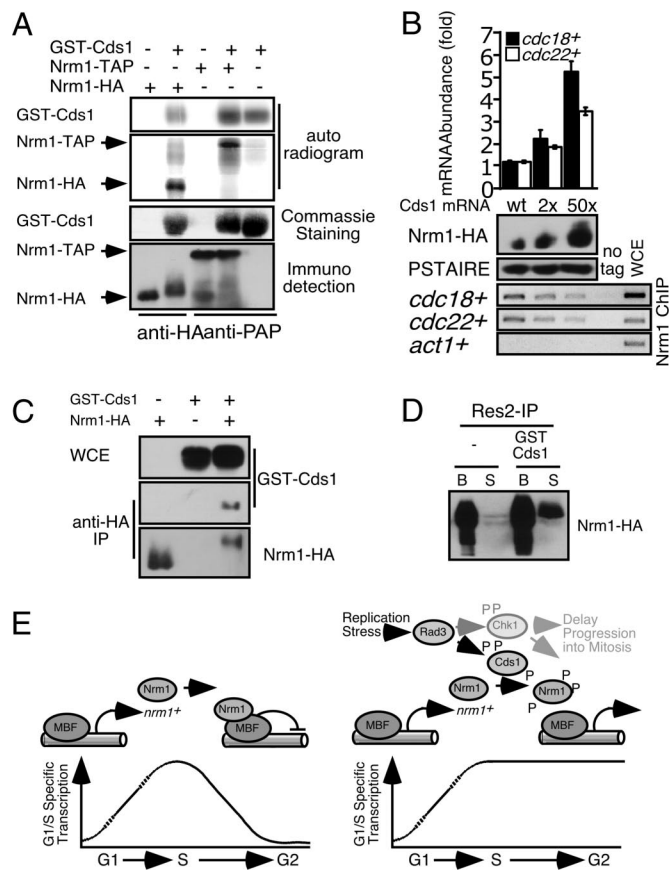 A
GST-Cds1 - + - + +
Nrm1-TAP - - + + -
Nrm1-HA + + - - -
GST-Cds1
Nrm1-TAP
Nrm1-HA
auto
radiogram
GST-Cds1
Commassie
Staining
Nrm1-TAP
Nrm1-HA
Immuno
detection
anti-HA anti-PAP
B
mRNAAbundance (fold)
7
6
5
4
3
2
1
cdc18+
cdc22+
Cds1 mRNA wt 2x 50x
Nrm1-HA
PSTAIRE
no
tag
WCE
cdc18+
cdc22+
act1+
Nrm1 ChIP
C
GST-Cds1 - + +
Nrm1-HA + - +
WCE
GST-Cds1
anti-HA
IP
Nrm1-HA
D
Res2-IP
-
GST
Cds1
B S B S
Nrm1-HA
E
Nrm1
nrm1+
MBF
Nrm1
MBF
G1/S Specific
Transcription
G1 S G2
Replication
Stress
Rad3
PP
Chk1
Delay
Progression
into Mitosis
PP
Cds1
Nrm1
nrm1+
P
P
P
P
Nrm1
MBF
MBF
G1/S Specific
Transcription
G1 S G2